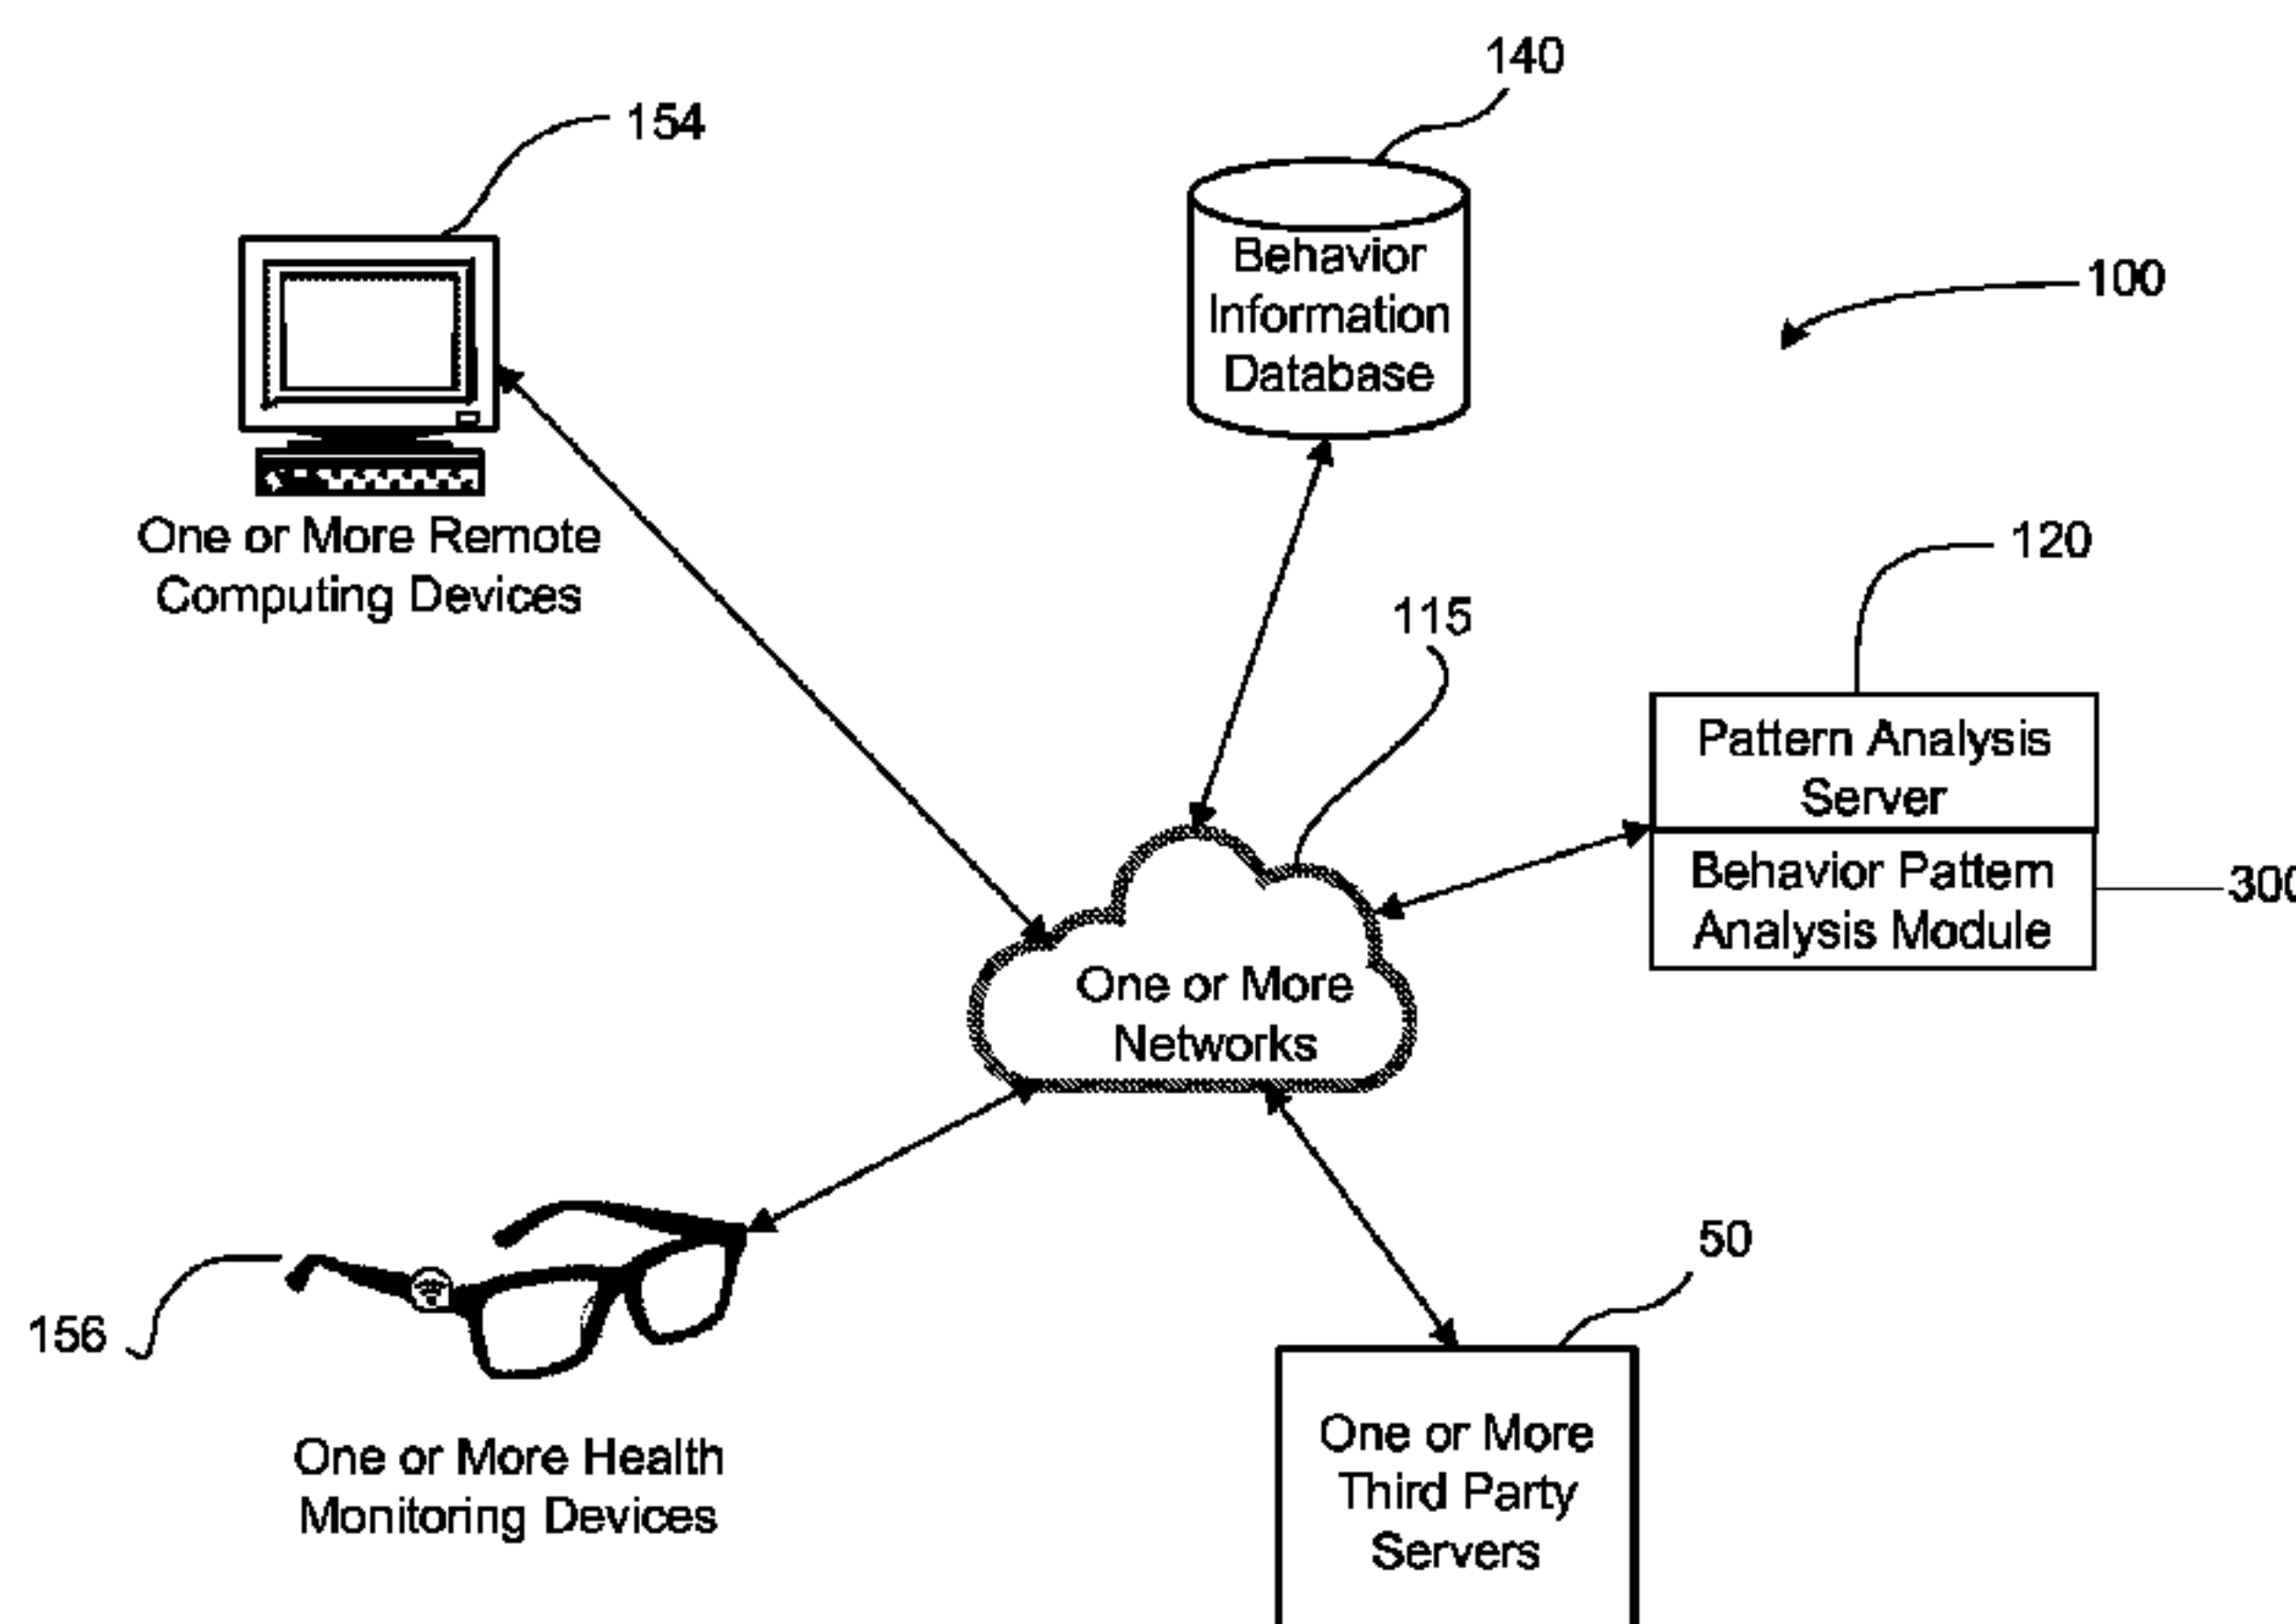 140
154
Behavior
Information
Database
100
One or More Remote
Computing Devices
120
115
Pattern Analysis
Server
Behavior Pattern
Analysis Module
300
One or More
Networks
50
156
One or More Health
Monitoring Devices
One or More
Third Party
Servers